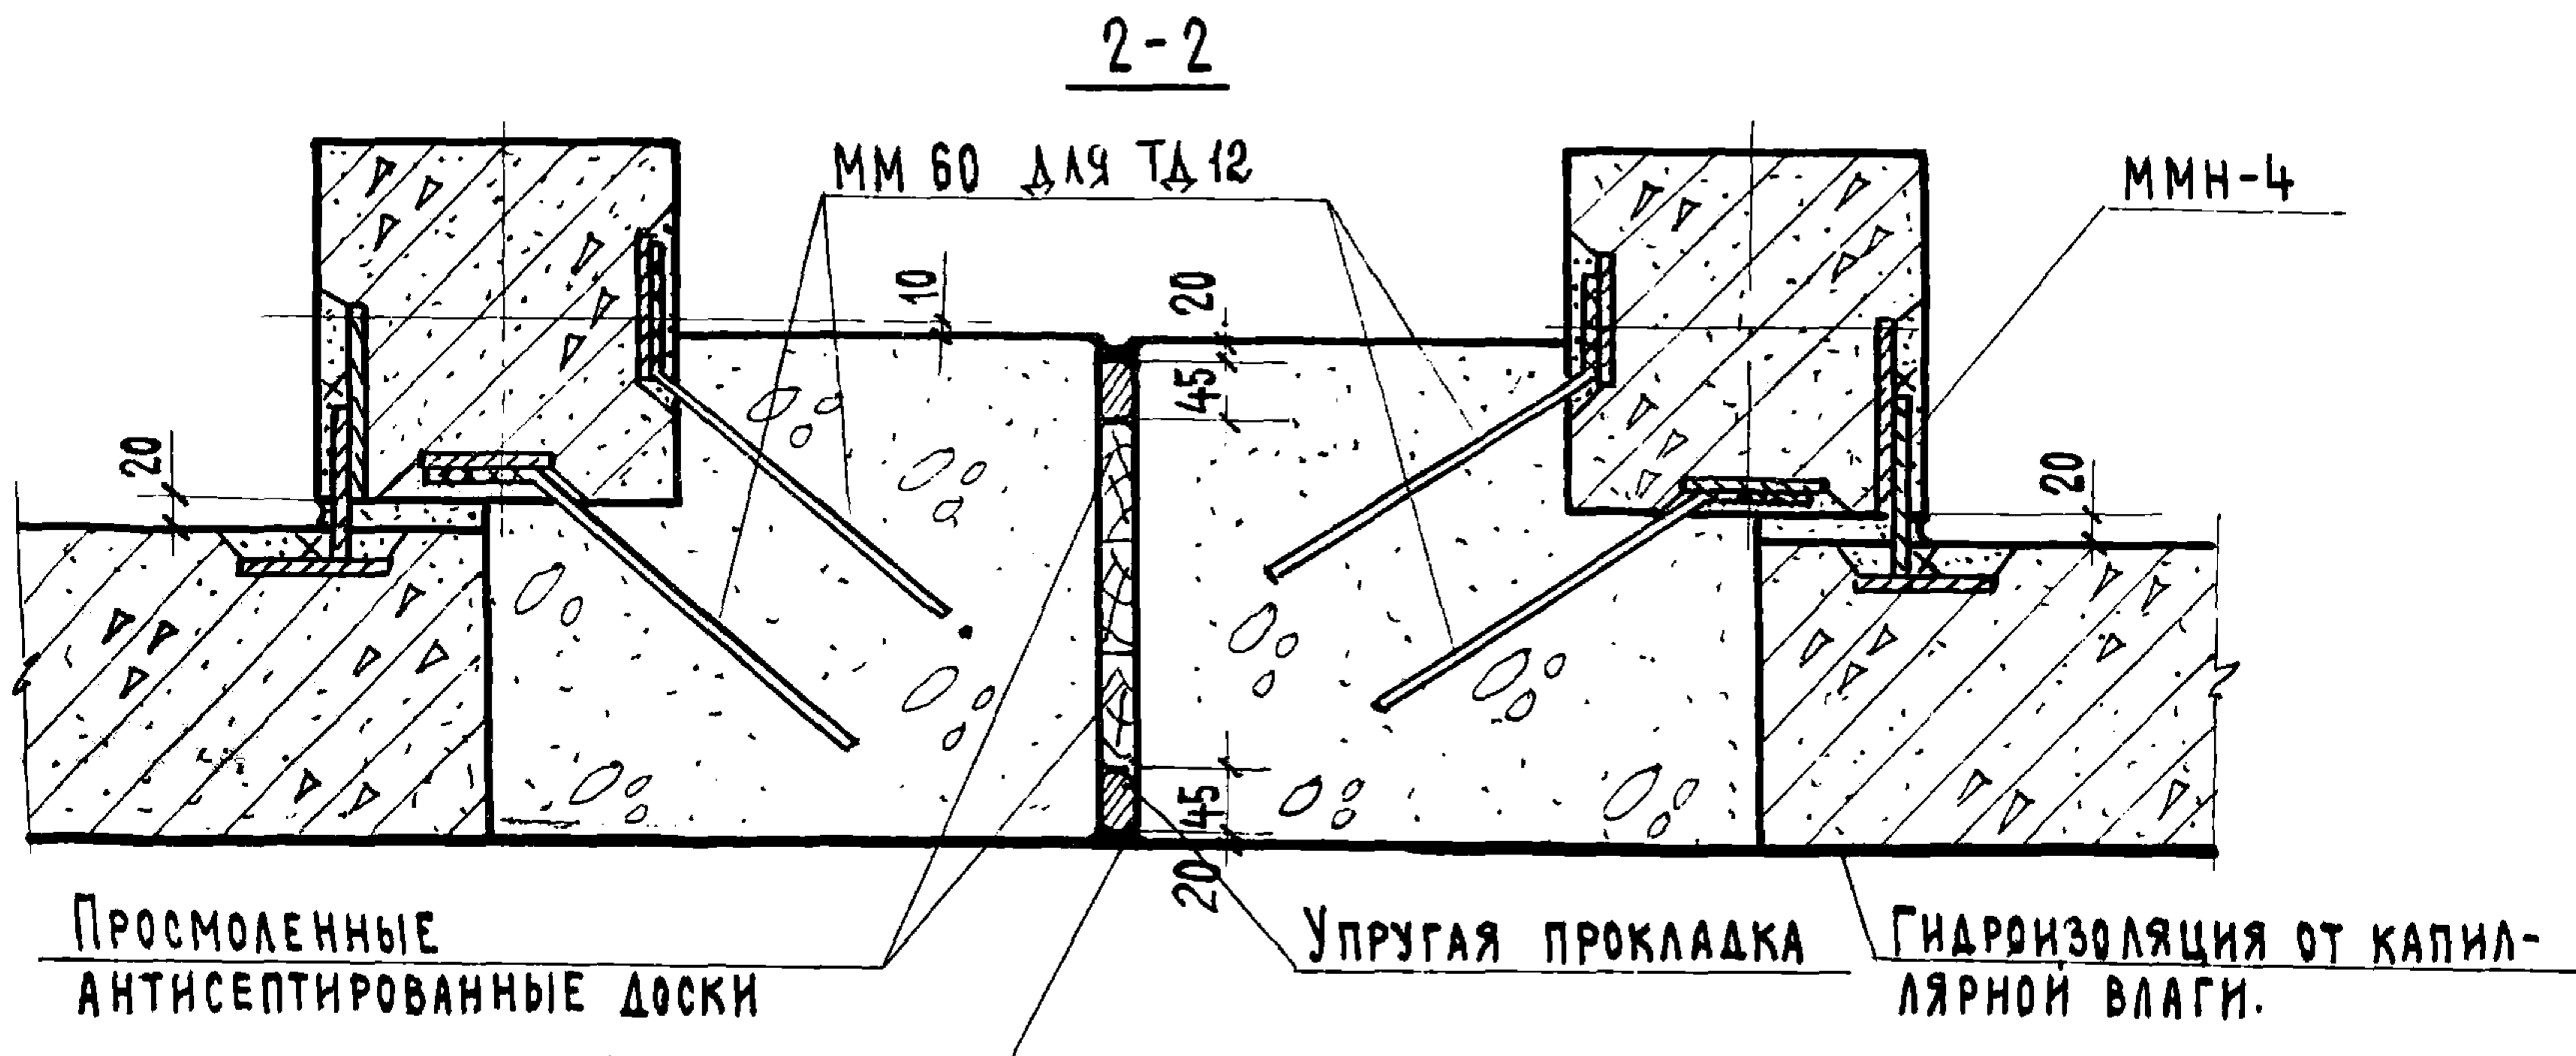 2-2
ММ 60 для ТД 12
ММН-4
10
20
45
20
20
45
20
Просмоленные
антисептированные доски
Упругая прокладка
Гидроизоляция от капил-
лярной влаги.